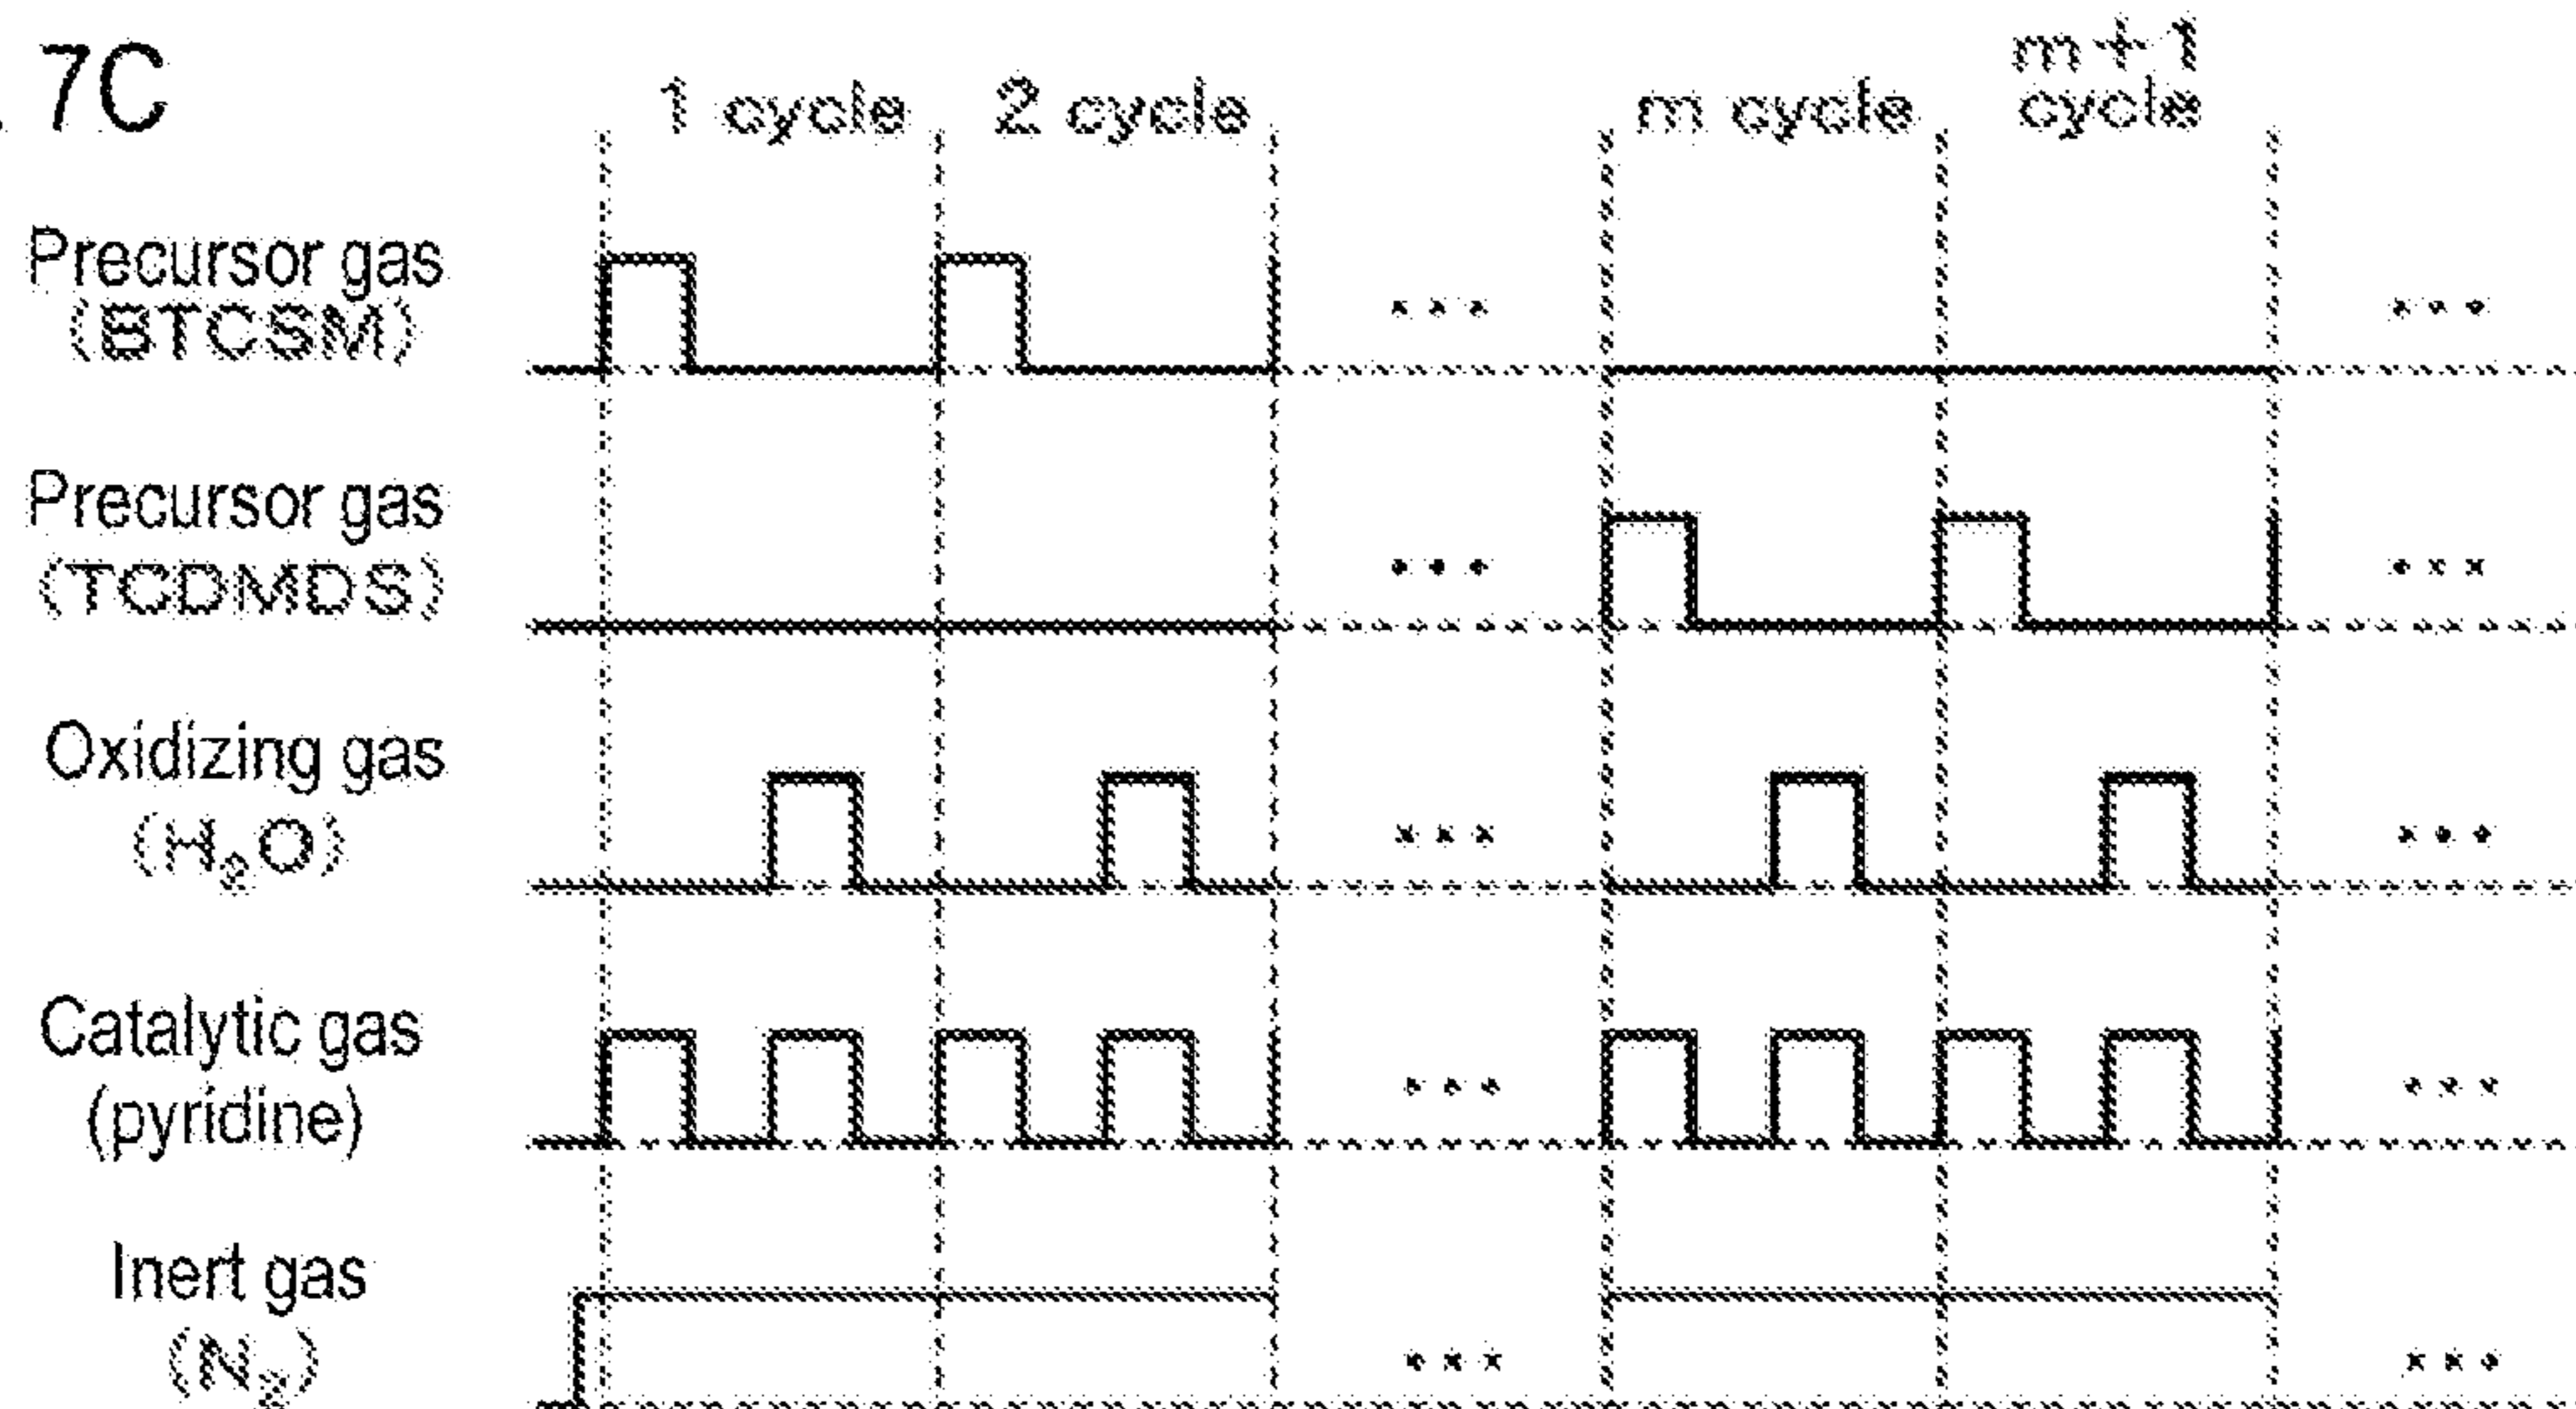 . 7C
1 cycle 2 cycle m cycle m+1 cycle
Precursor gas
(BTCSM)
...
...
Precursor gas
(TCDMDS)
...
...
Oxidizing gas
(H₂O)
...
...
Catalytic gas
(pyridine)
...
...
Inert gas
(N₂)
...
...